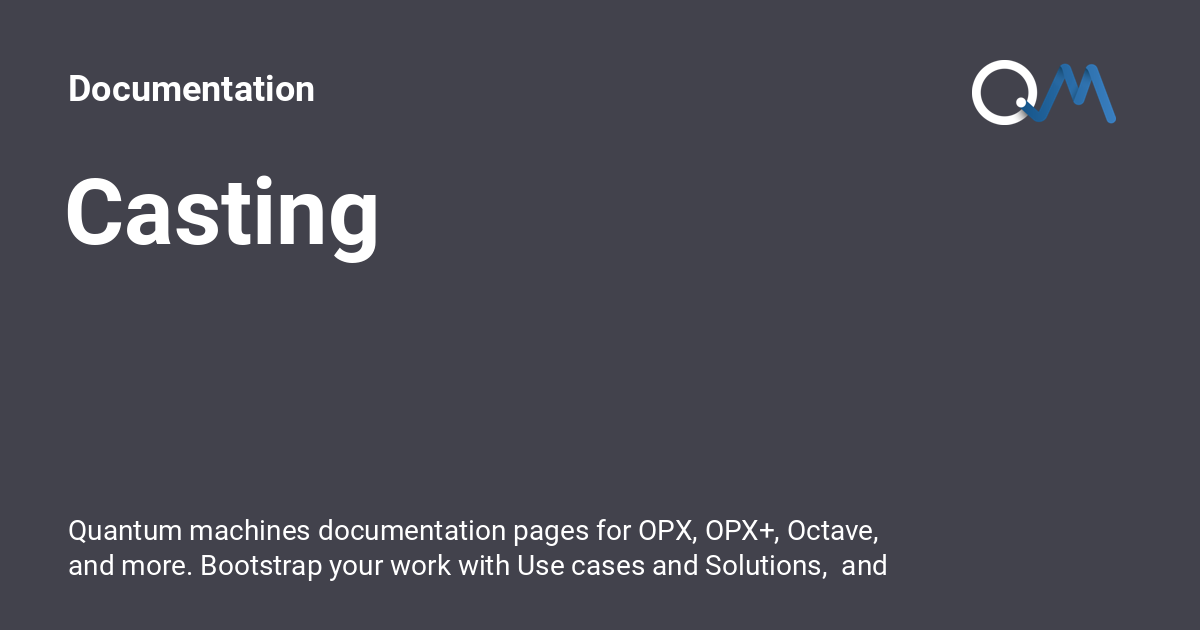 Documentation
QM
Casting
Quantum machines documentation pages for OPX, OPX+, Octave,
and more. Bootstrap your work with Use cases and Solutions,  and